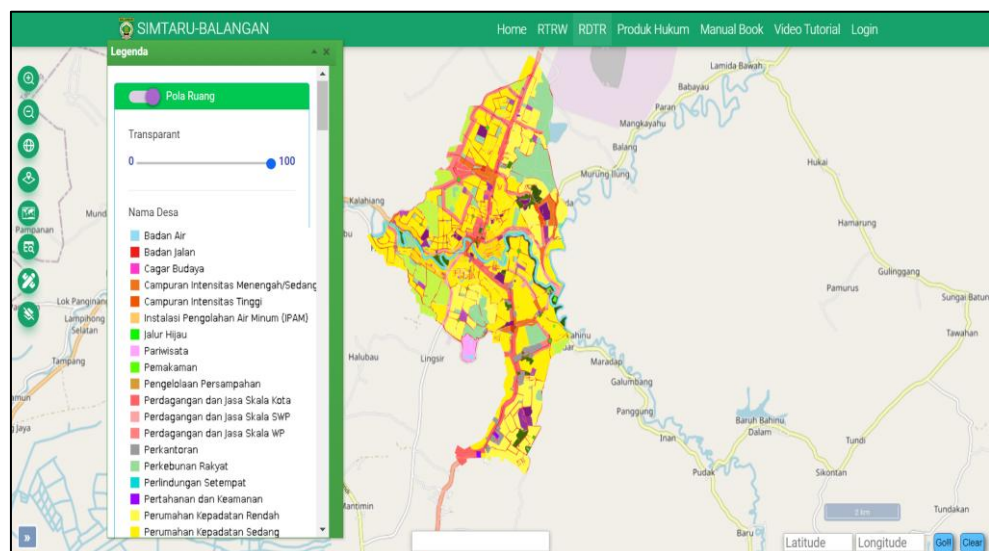 SIMTARU-BALANGAN
Home RTRW RDTR Produk Hukum Manual Book Video Tutorial Login
Legenda
Pola Ruang
Transparant
0 100
Nama Desa
Badan Air
Badan Jalan
Cagar Budaya
Campuran Intensitas Menengah/Sedang
Campuran Intensitas Tinggi
Instalasi Pengolahan Air Minum (IPAM)
Jalur Hijau
Pariwisata
Pemakaman
Pengelolaan Persampahan
Perdagangan dan Jasa Skala Kota
Perdagangan dan Jasa Skala SWP
Perdagangan dan Jasa Skala WP
Perkantoran
Perkebunan Rakyat
Perlindungan Setempat
Pertahanan dan Keamanan
Perumahan Kepadatan Rendah
Perumahan Kepadatan Sedang
Lamida Bawah
Babayau
Paran
Mangkayahu
Balang
Hukai
Murung Ilung
Kalahiang
Mund
Pampanan
Hamarung
Gulinggang
Pamurus
Sungai Batun
Lok Panginan
Lampihong
Selatan
Tawahan
Tampang
Halubau
Lingsir
Maradap
Galumbang
Panggung
Baruh Bahinu
Dalam
Inan
Tundi
Pudak
Sikontan
Mantimin
Tundakan
Baru
2 km
Latitude Longitude Go!! Clear